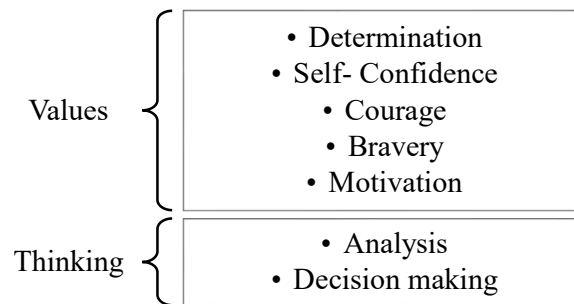 Values
• Determination
• Self- Confidence
• Courage
• Bravery
• Motivation
Thinking
• Analysis
• Decision making